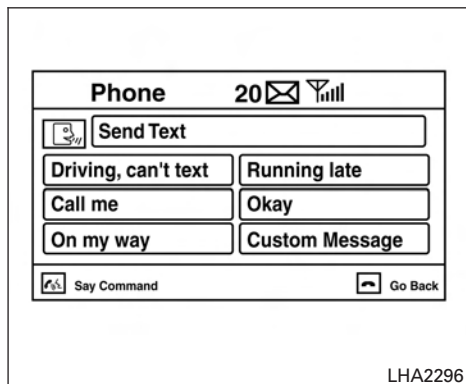 Phone 20
Send Text
Driving, can't text Running late
Call me Okay
On my way Custom Message
Say Command Go Back
LHA2296